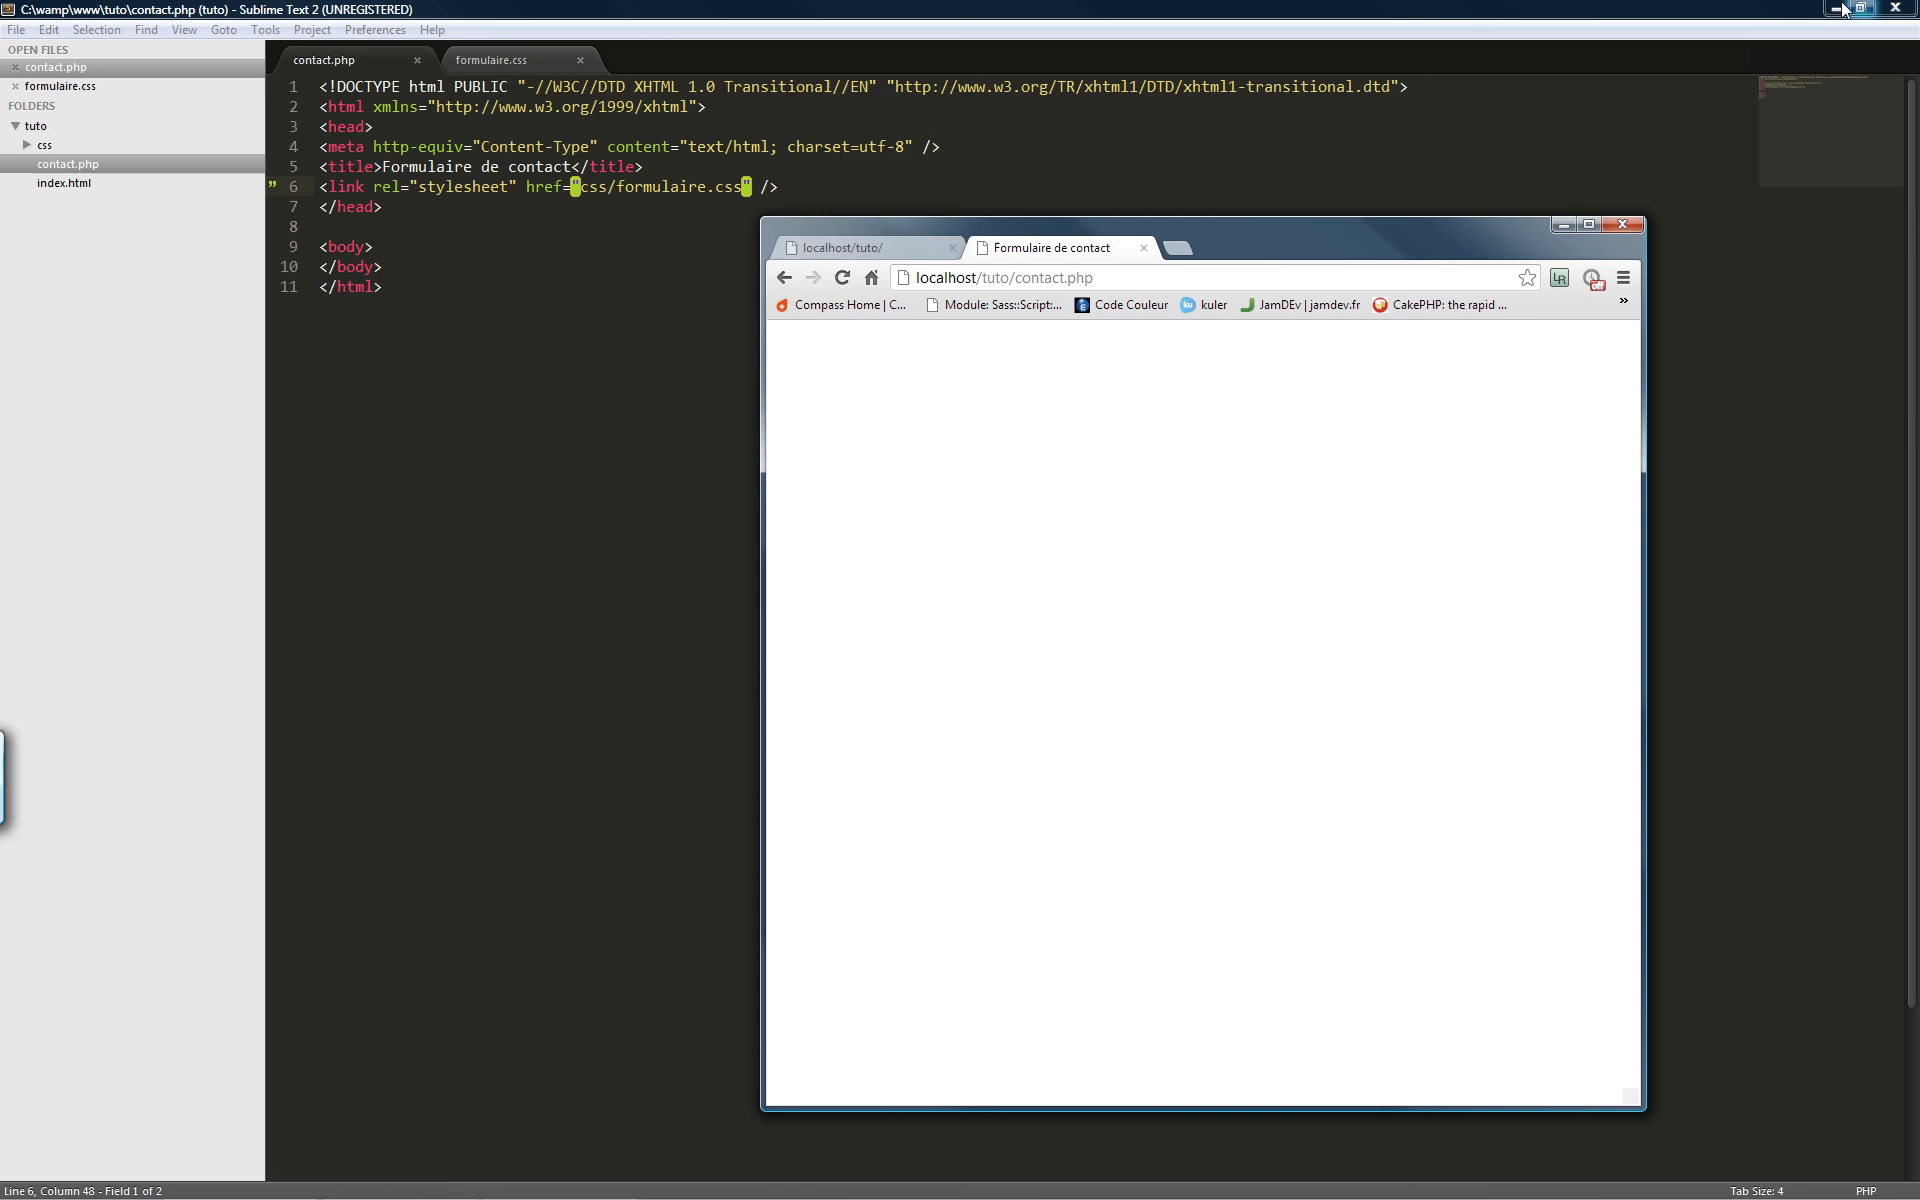 C:\wamp\www\tuto\contact.php (tuto) - Sublime Text 2 (UNREGISTERED)
File Edit Selection Find View Goto Tools Project Preferences Help
OPEN FILES
contact.php
formulaire.css
FOLDERS
tuto
css
contact.php
index.html
contact.php formulaire.css
1 <!DOCTYPE html PUBLIC "-//W3C//DTD XHTML 1.0 Transitional//EN" "http://www.w3.org/TR/xhtml1/DTD/xhtml1-transitional.dtd">
2 <html xmlns="http://www.w3.org/1999/xhtml">
3 <head>
4 <meta http-equiv="Content-Type" content="text/html; charset=utf-8" />
5 <title>Formulaire de contact</title>
6 <link rel="stylesheet" href="css/formulaire.css" />
7 </head>
8
9 <body>
10 </body>
11 </html>
localhost/tuto/ Formulaire de contact
localhost/tuto/contact.php
LR off
Compass Home | C... Module: Sass::Script:... Code Couleur ku kuler JamDEv | jamdev.fr CakePHP: the rapid ... »
Line 6, Column 48 - Field 1 of 2 Tab Size: 4 PHP